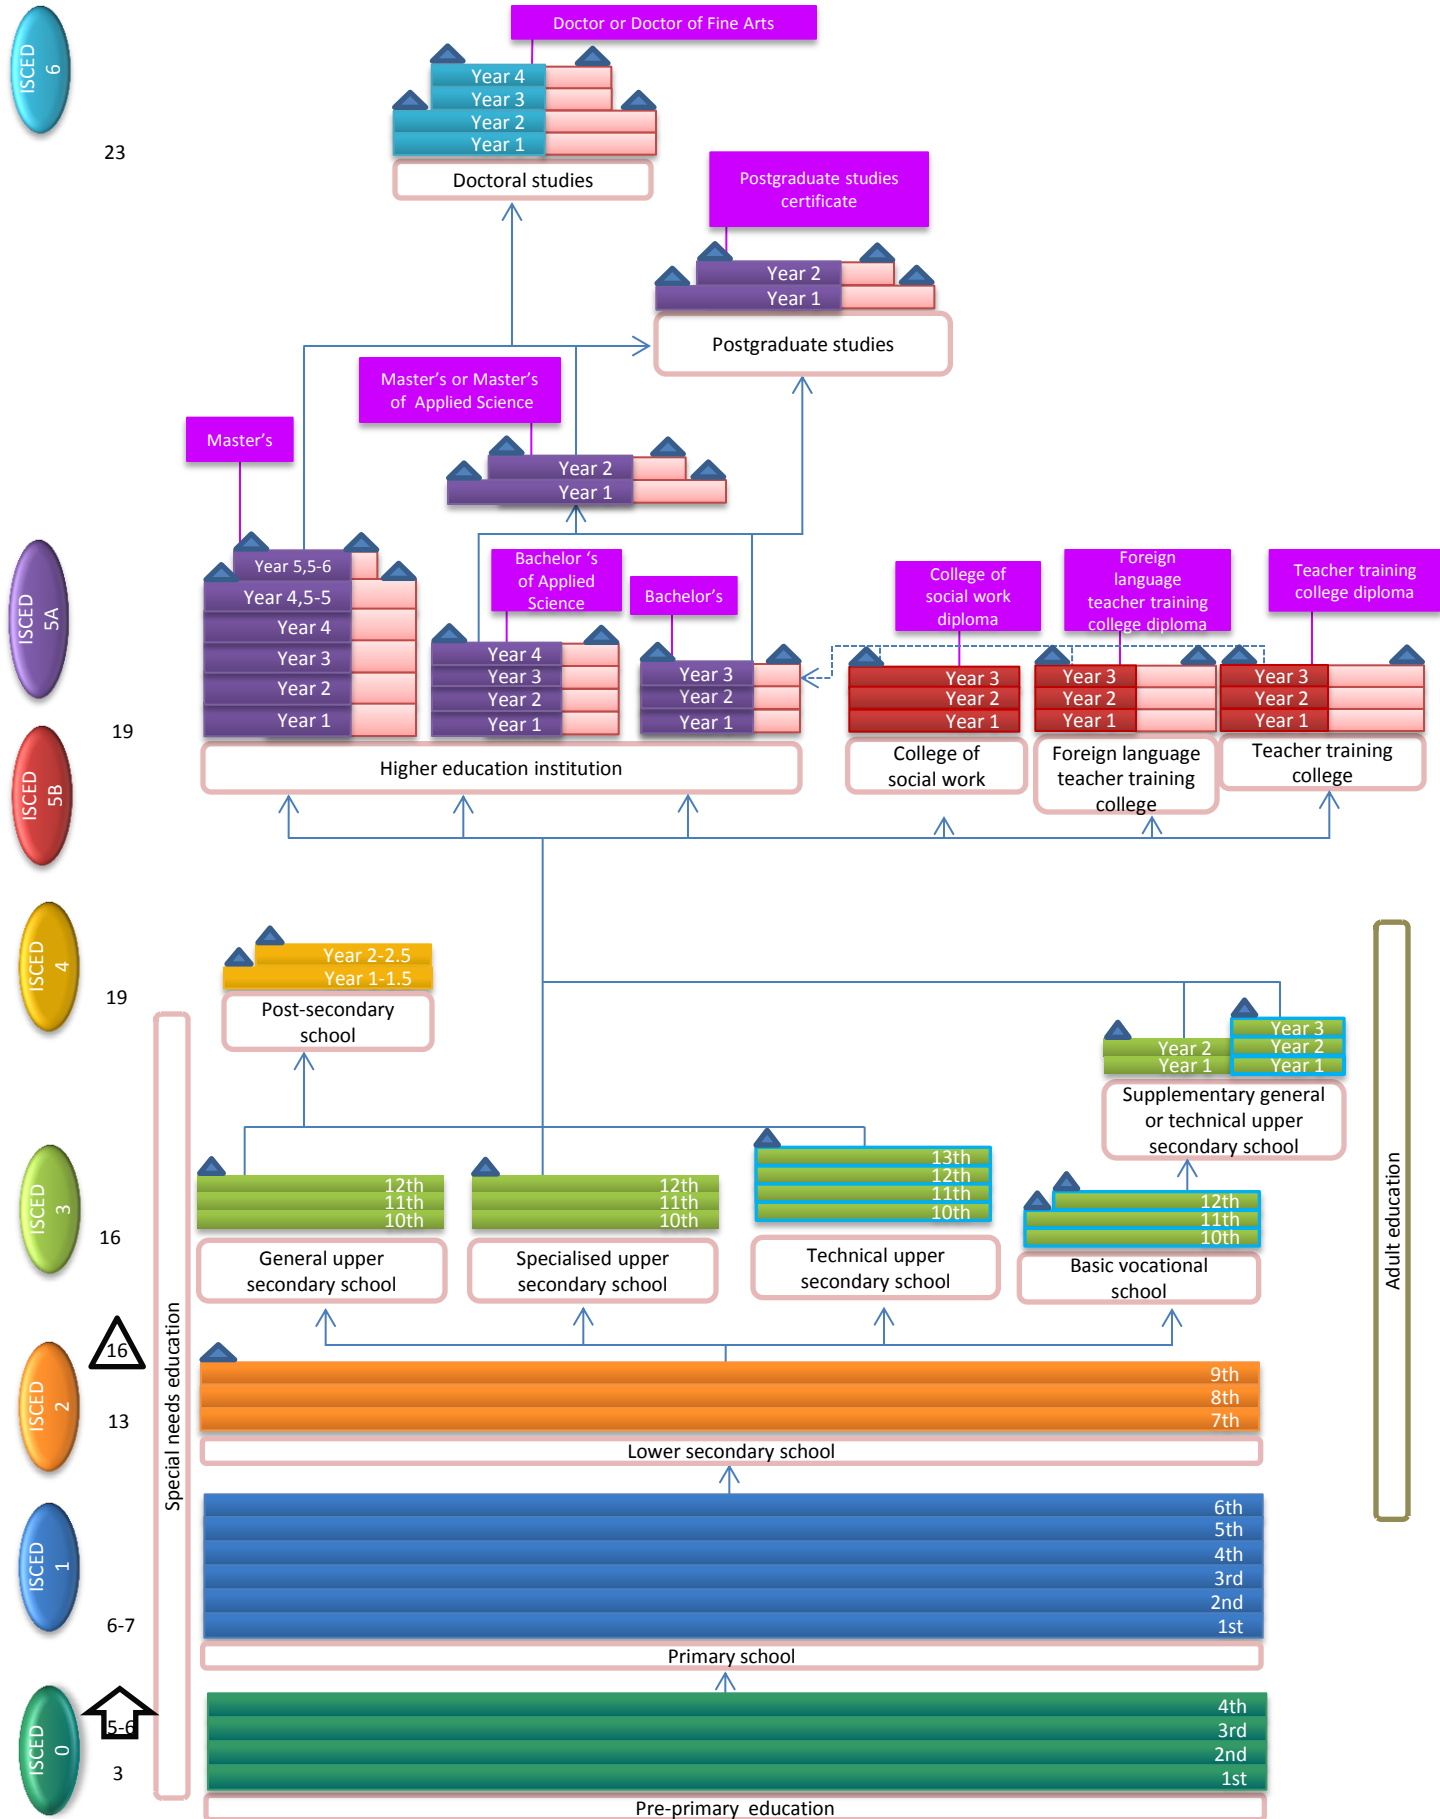 Doctor or Doctor of Fine Arts
ISCED
6
Year 4
Year 3
Year 2
Year 1
23
Doctoral studies
Postgraduate studies
certificate
Year 2
Year 1
Postgraduate studies
Master's or Master's
of Applied Science
Master's
Year 2
Year 1
ISCED
5A
Year 5,5-6
Year 4,5-5
Year 4
Year 3
Year 2
Year 1
Bachelor 's
of Applied
Science
Year 4
Year 3
Year 2
Year 1
Bachelor's
Year 3
Year 2
Year 1
College of
social work
diploma
Year 3
Year 2
Year 1
Foreign
language
teacher training
college diploma
Year 3
Year 2
Year 1
Teacher training
college diploma
Year 3
Year 2
Year 1
19
ISCED
5B
Higher education institution
College of
social work
Foreign language
teacher training
college
Teacher training
college
ISCED
4
19
Year 2-2.5
Year 1-1.5
Post-secondary
school
Year 2
Year 1
Year 3
Year 2
Year 1
Supplementary general
or technical upper
secondary school
ISCED
3
16
12th
11th
10th
General upper
secondary school
12th
11th
10th
Specialised upper
secondary school
13th
12th
11th
10th
Technical upper
secondary school
12th
11th
10th
Basic vocational
school
Adult education
Special needs education
16
ISCED
2
13
9th
8th
7th
Lower secondary school
ISCED
1
6th
5th
4th
3rd
2nd
1st
6-7
Primary school
ISCED
0
5-6
3
4th
3rd
2nd
1st
Pre-primary education